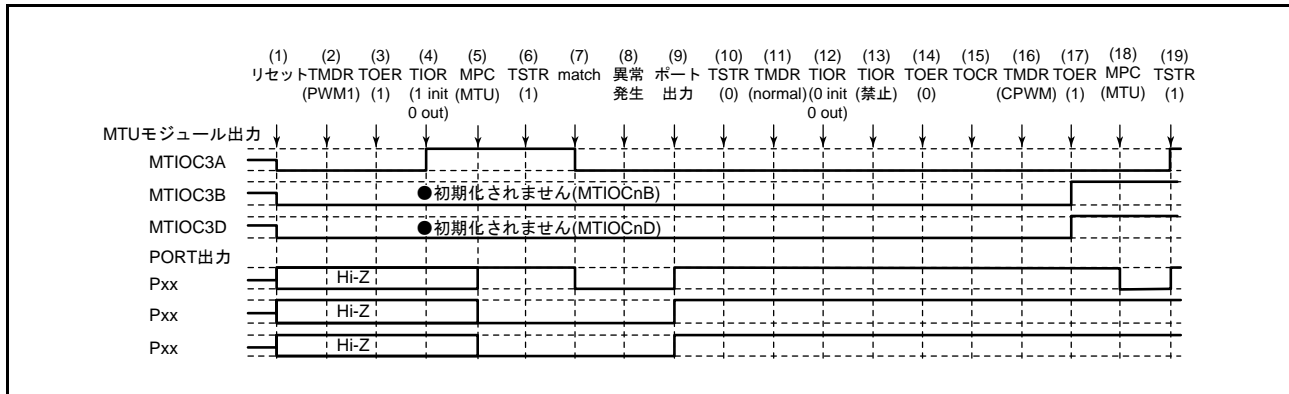 (1) (2) (3) (4) (5) (6) (7) (8) (9) (10) (11) (12) (13) (14) (15) (16) (17) (18) (19)
リセット TMDR TOER TIOR MPC TSTR match 異常 ポート TSTR TMDR TIOR TIOR TOER TOCR TMDR TOER MPC TSTR
(PWM1) (1) (1 init (MTU) (1) 発生 出力 (0) (normal) (0 init (禁止) (0) (CPWM) (1) (MTU) (1)
0 out) 0 out)
MTUモジュール出力
MTIOC3A
MTIOC3B ●初期化されません(MTIOCnB)
MTIOC3D ●初期化されません(MTIOCnD)
PORT出力
Pxx Hi-Z
Pxx Hi-Z
Pxx Hi-Z